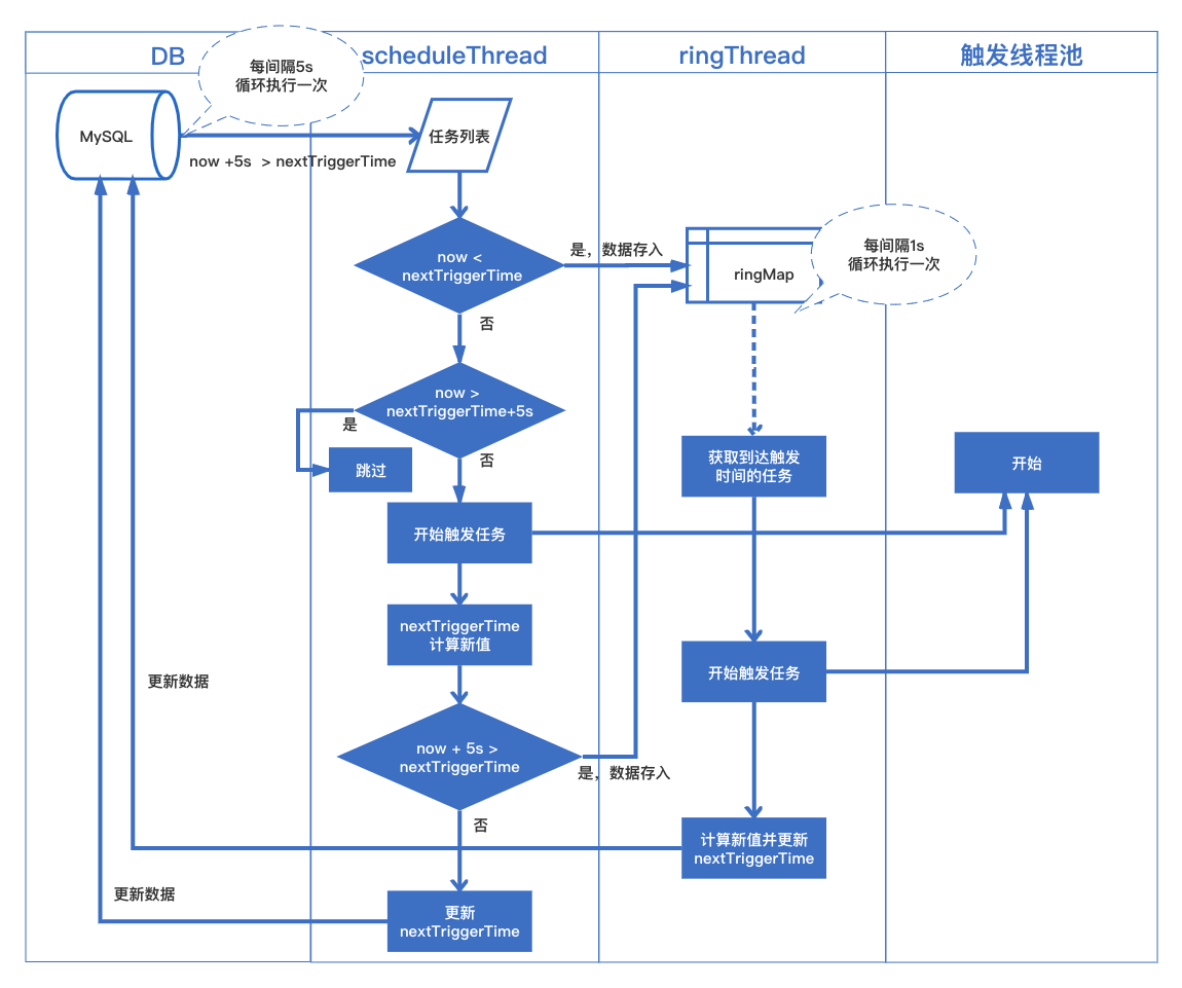 DB
scheduleThread
ringThread
触发线程池
每间隔5s
循环执行一次
MySQL
now +5s > nextTriggerTime
任务列表
now <
nextTriggerTime
是，数据存入
否
ringMap
每间隔1s
循环执行一次
now >
nextTriggerTime+5s
是
跳过
否
获取到达触发
时间的任务
开始
开始触发任务
nextTriggerTime
计算新值
开始触发任务
更新数据
now + 5s >
nextTriggerTime
是，数据存入
否
计算新值并更新
nextTriggerTime
更新数据
更新
nextTriggerTime